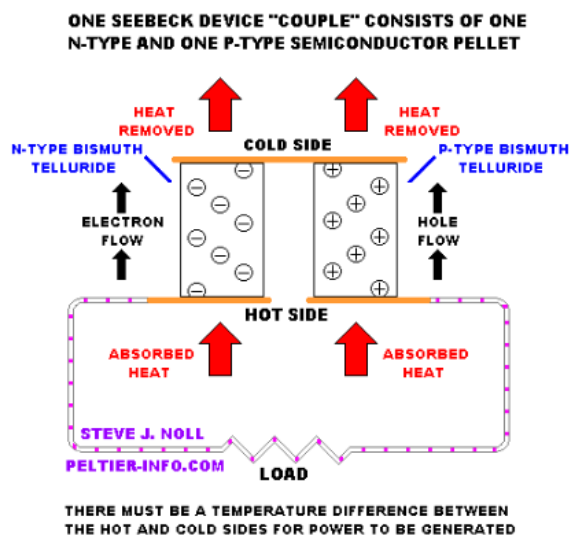 ONE SEEBECK DEVICE "COUPLE" CONSISTS OF ONE
N-TYPE AND ONE P-TYPE SEMICONDUCTOR PELLET
HEAT
REMOVED
HEAT
REMOVED
COLD SIDE
N-TYPE BISMUTH
TELLURIDE
P-TYPE BISMUTH
TELLURIDE
ELECTRON
FLOW
HOLE
FLOW
HOT SIDE
ABSORBED
HEAT
ABSORBED
HEAT
STEVE J. NOLL
PELTIER-INFO.COM
LOAD
THERE MUST BE A TEMPERATURE DIFFERENCE BETWEEN
THE HOT AND COLD SIDES FOR POWER TO BE GENERATED